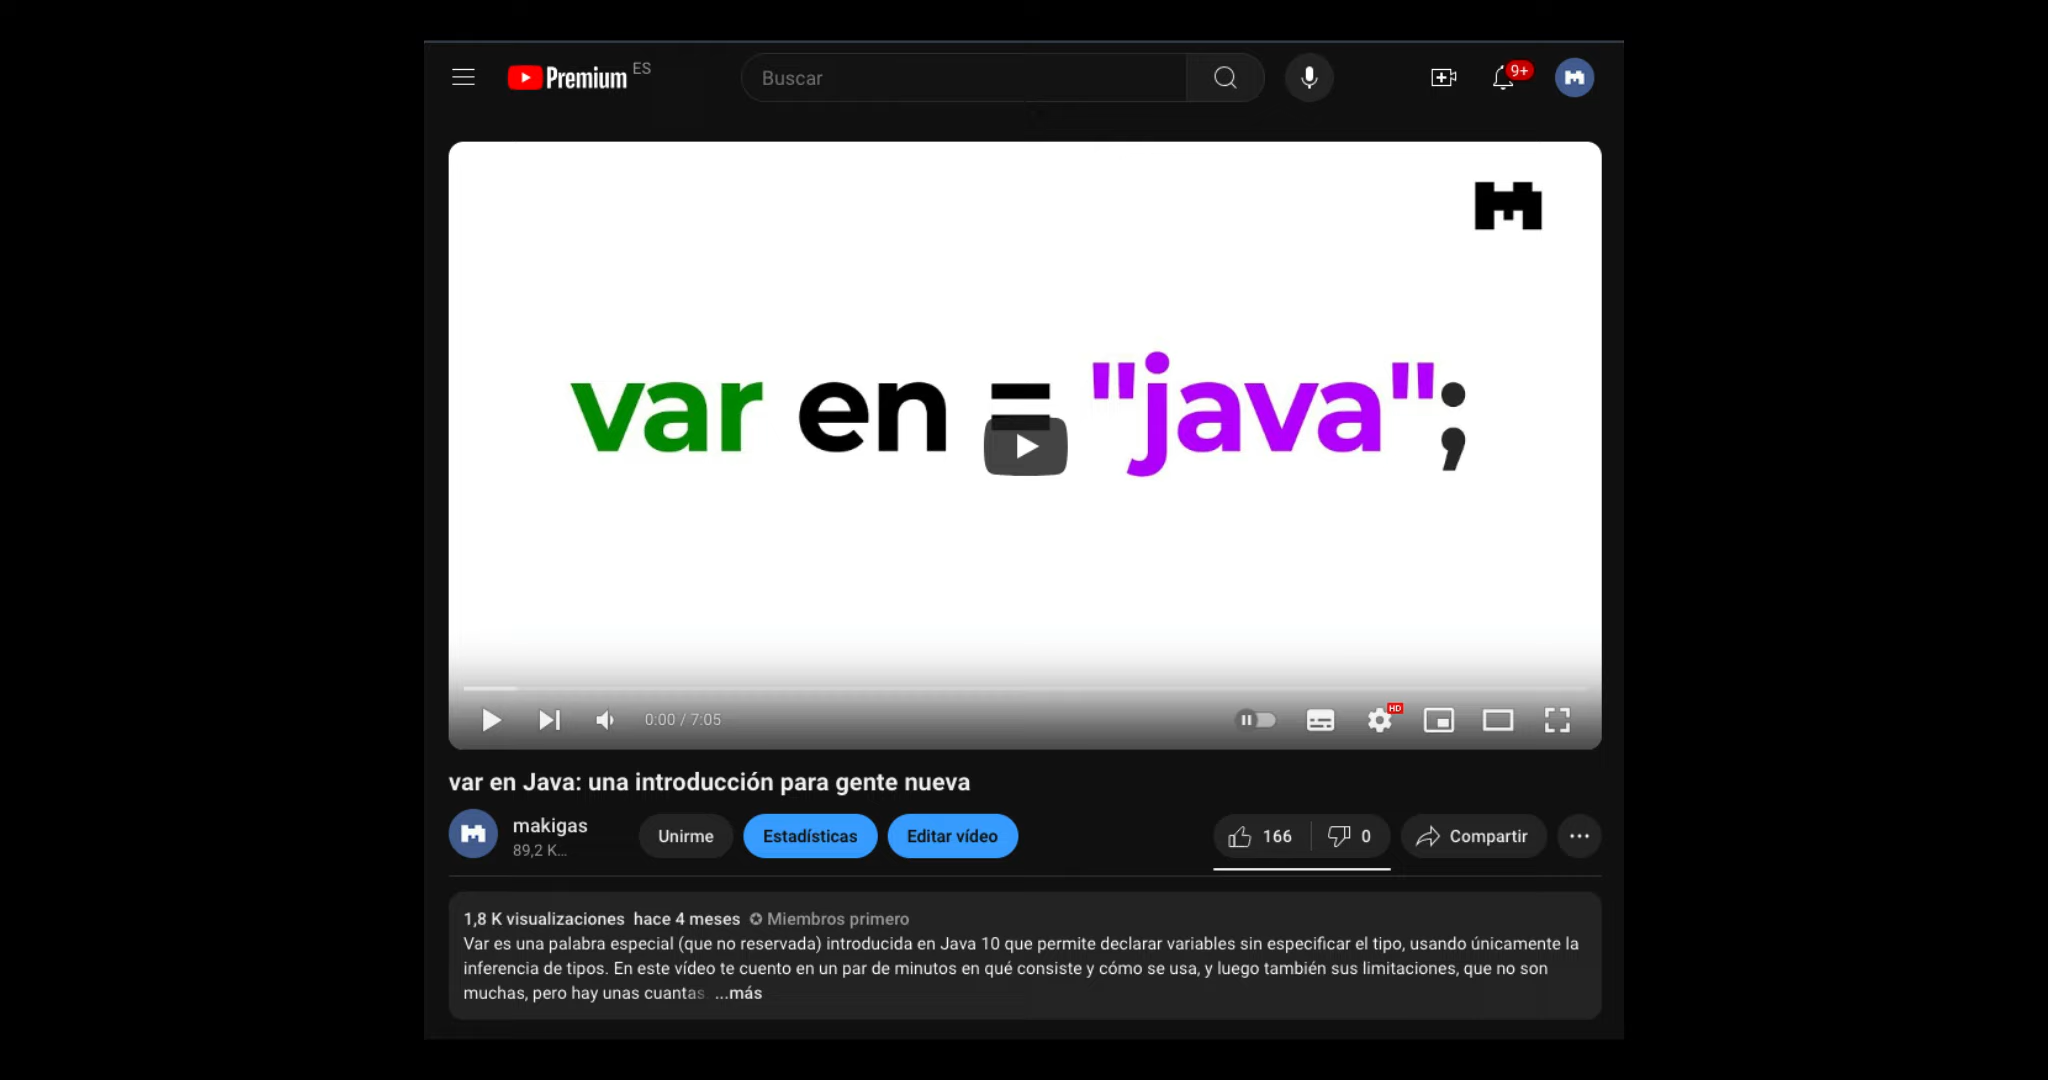 Premium ES
Buscar
9+
var en = "java";
0:00 / 7:05
HD
var en Java: una introducción para gente nueva
makigas
89,2 K...
Unirme
Estadísticas
Editar vídeo
166
0
Compartir
1,8 K visualizaciones hace 4 meses Miembros primero
Var es una palabra especial (que no reservada) introducida en Java 10 que permite declarar variables sin especificar el tipo, usando únicamente la
inferencia de tipos. En este vídeo te cuento en un par de minutos en qué consiste y cómo se usa, y luego también sus limitaciones, que no son
muchas, pero hay unas cuantas. ...más